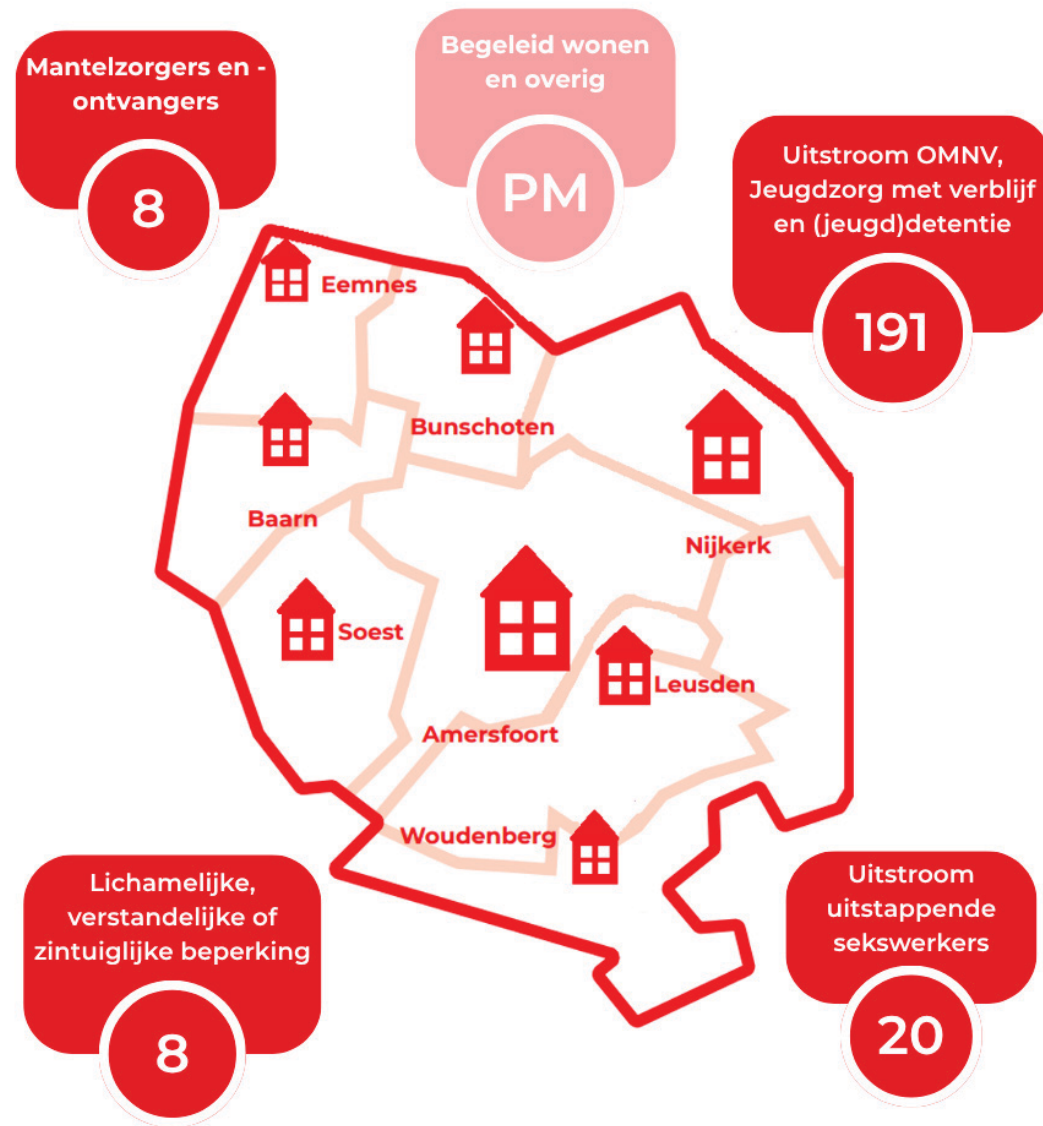 Mantelzorgers en -
ontvangers
8
Begeleid wonen
en overig
PM
Uitstroom OMNV,
Jeugdzorg met verblijf
en (jeugd)detentie
191
Eemnes
Bunschoten
Baarn
Nijkerk
Soest
Leusden
Amersfoort
Woudenberg
Lichamelijke,
verstandelijke of
zintuiglijke beperking
8
Uitstroom
uitstappende
sekswerkers
20